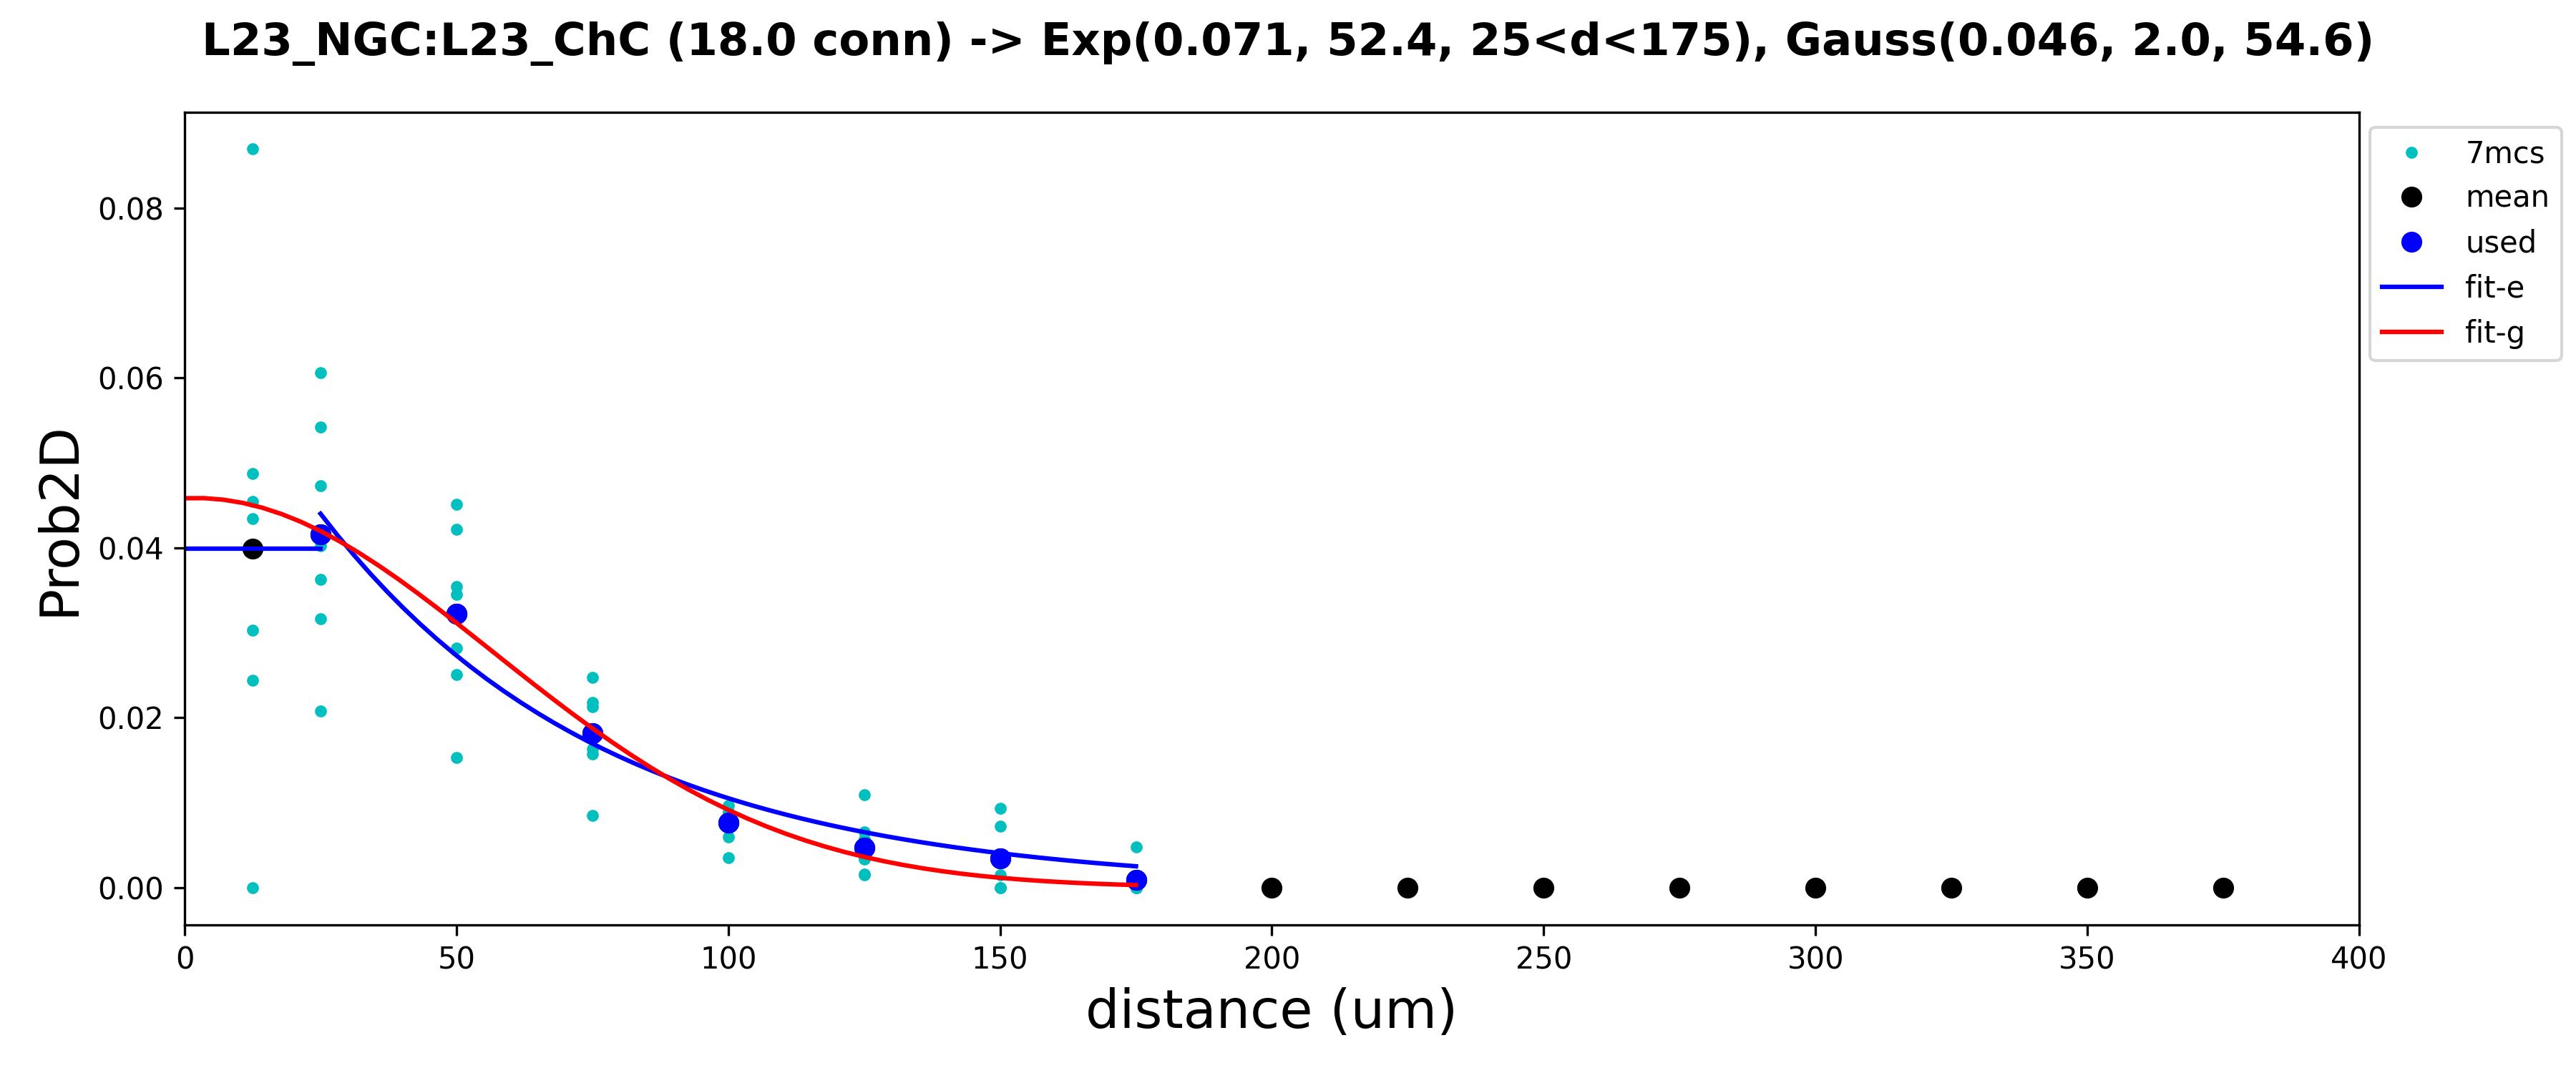 L23_NGC:L23_ChC (18.0 conn) -> Exp(0.071, 52.4, 25<d<175), Gauss(0.046, 2.0, 54.6)
7mcs
mean
used
fit-e
fit-g
Prob2D
0.08
0.06
0.04
0.02
0.00
0 50 100 150 200 250 300 350 400
distance (um)